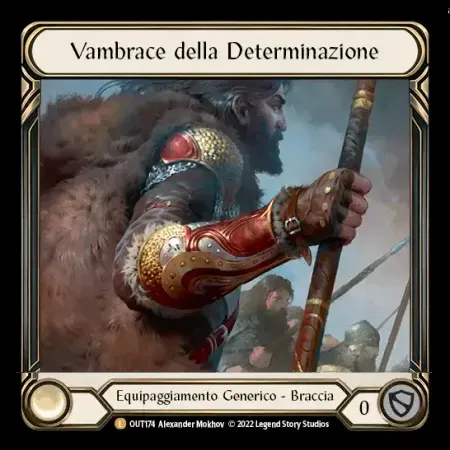 Vambrace della Determinazione
Equipaggiamento Generico - Braccia
0
L OUT174 Alexander Mokhov © 2022 Legend Story Studios